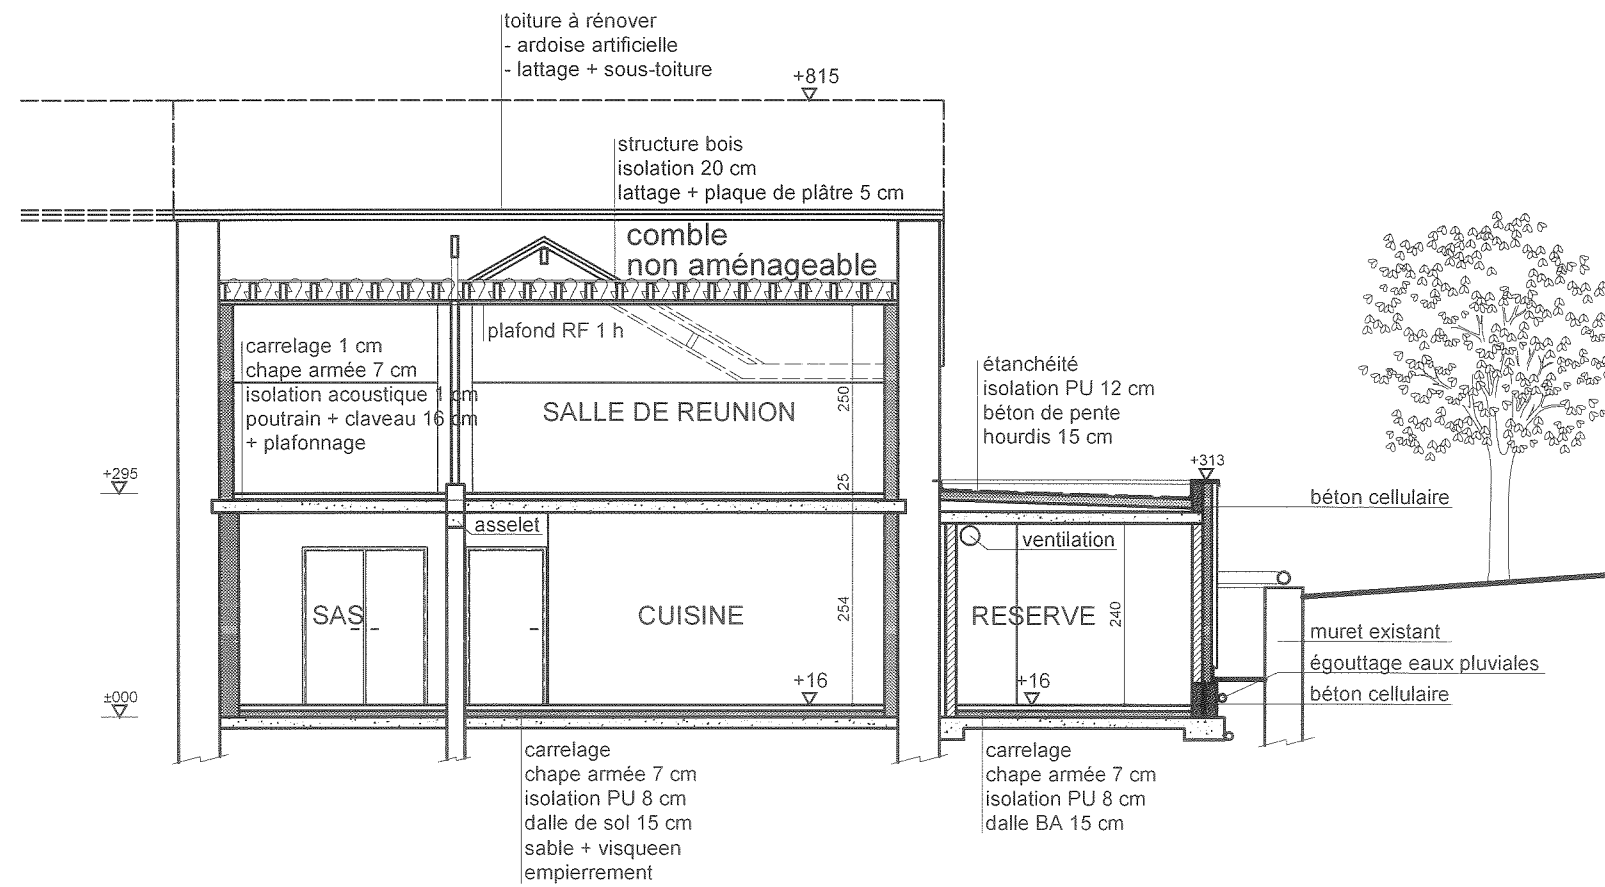 toiture à rénover
- ardoise artificielle
- lattage + sous-toiture
+815
structure bois
isolation 20 cm
lattage + plaque de plâtre 5 cm
comble
non aménageable
plafond RF 1 h
carrelage 1 cm
chape armée 7 cm
isolation acoustique 1 cm
poutrain + claveau 16 cm
+ plafonnage
SALLE DE REUNION
250
25
étanchéité
isolation PU 12 cm
béton de pente
hourdis 15 cm
+295
+313
béton cellulaire
asselet
ventilation
SAS
CUISINE
254
RESERVE
240
muret existant
égouttage eaux pluviales
béton cellulaire
±000
+16
+16
carrelage
chape armée 7 cm
isolation PU 8 cm
dalle de sol 15 cm
sable + visqueen
empierrement
carrelage
chape armée 7 cm
isolation PU 8 cm
dalle BA 15 cm